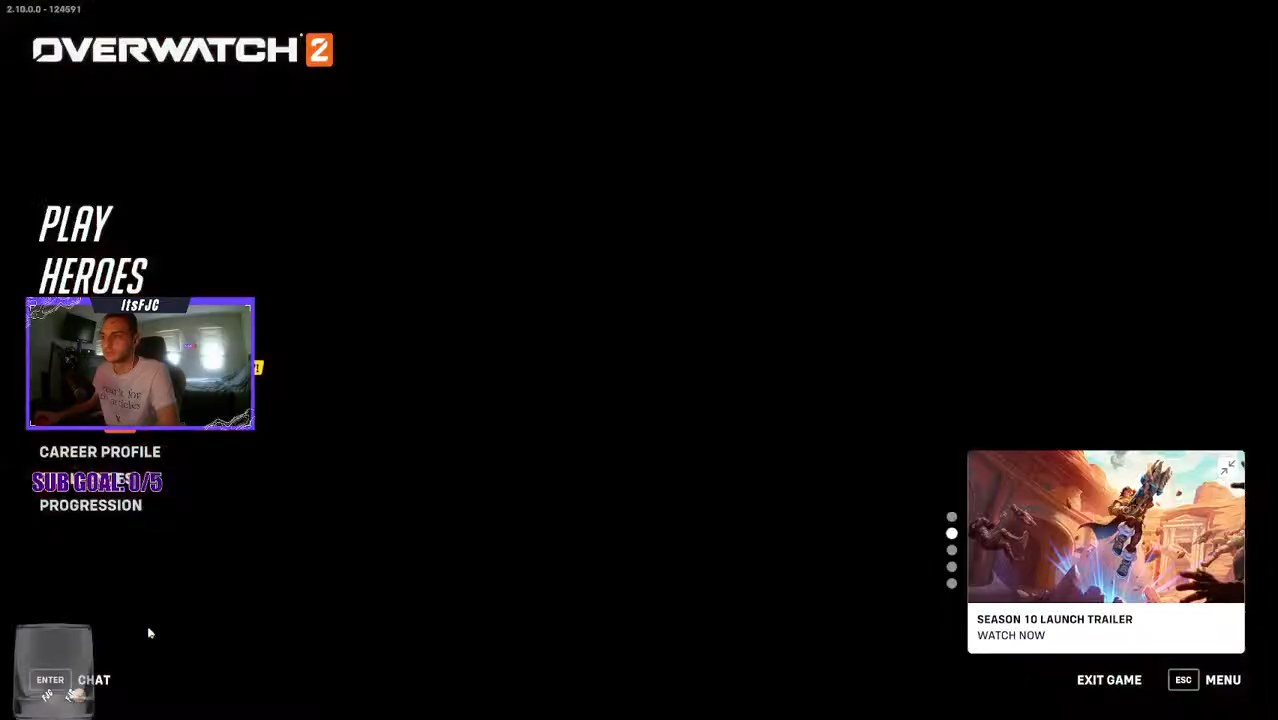 2.10.0.0 - 124591
OVERWATCH 2
PLAY
HEROES
ItsFJC
CAREER PROFILE
SUB GOAL: 0/5
PROGRESSION
SEASON 10 LAUNCH TRAILER
WATCH NOW
ENTER CHAT
FJC
EXIT GAME
ESC MENU